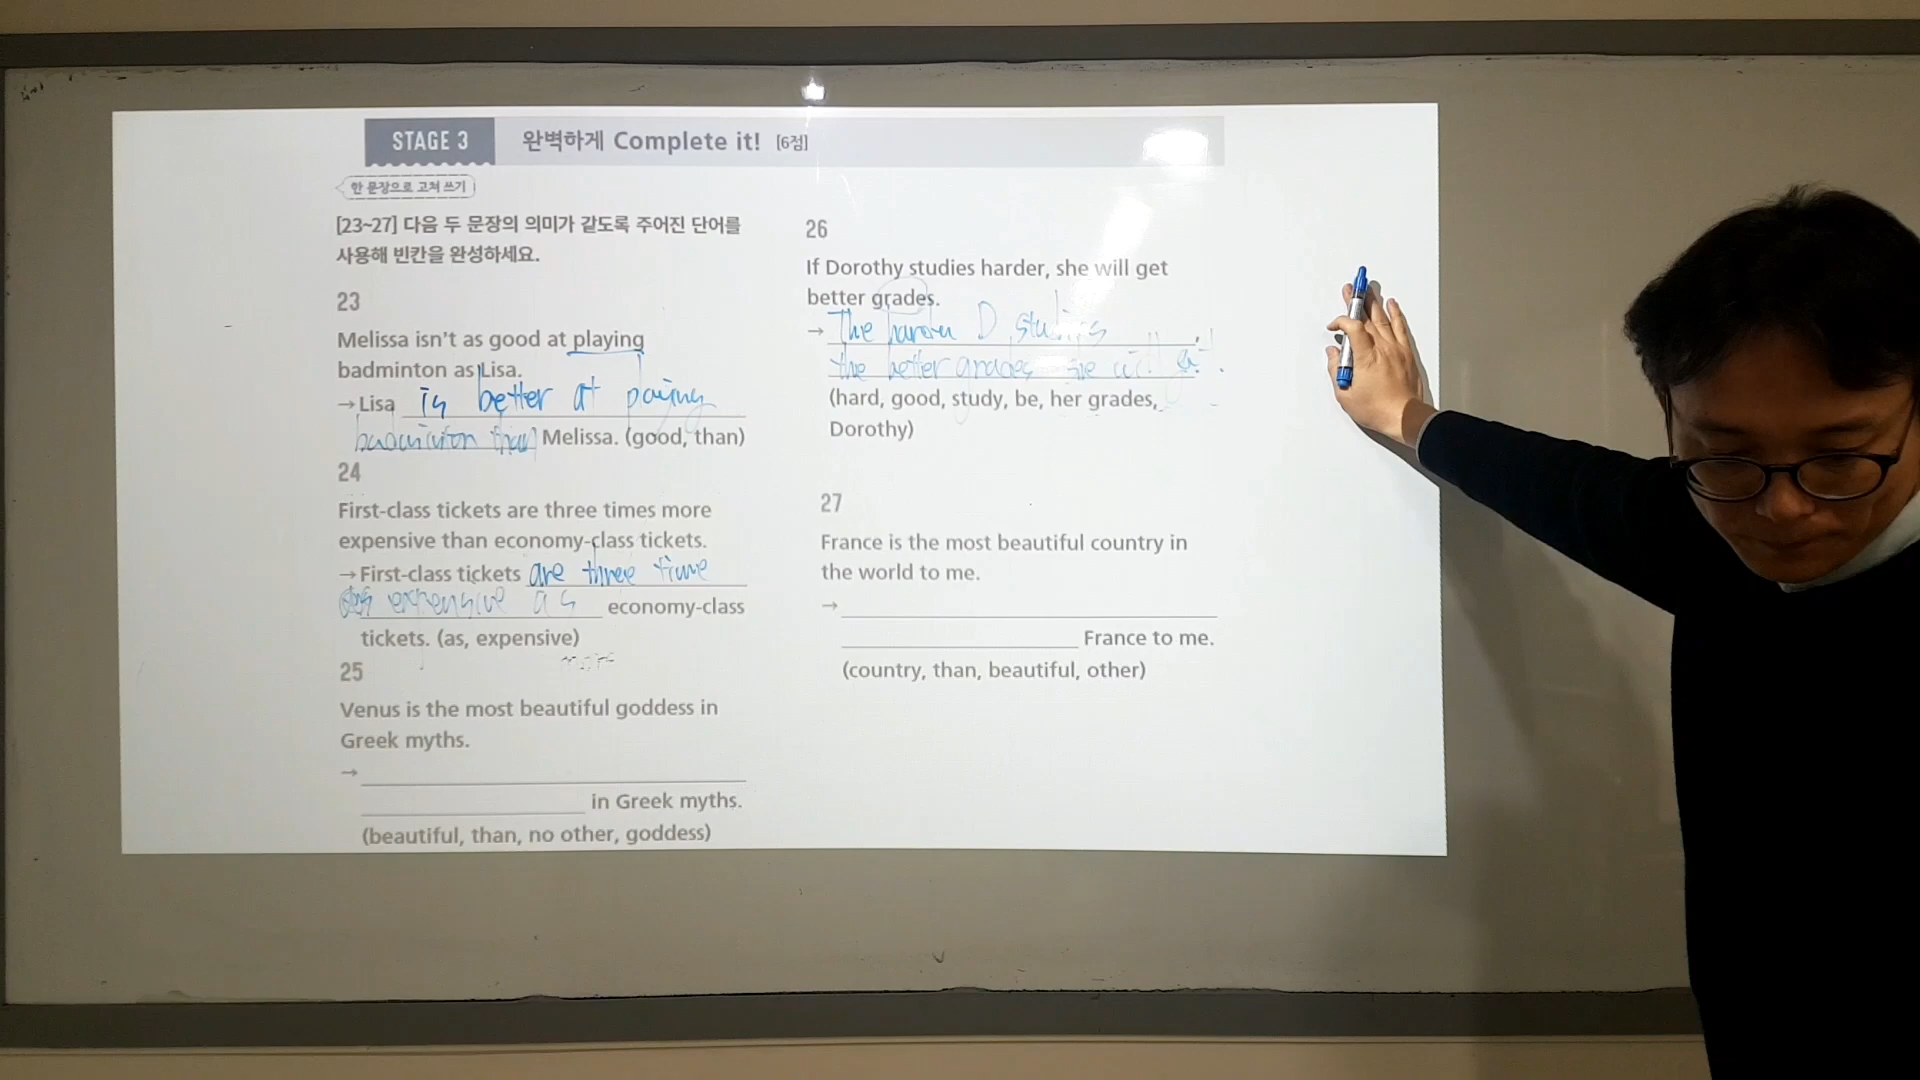 STAGE 3
완벽하게 Complete it! [6점]
한 문장으로 고쳐 쓰기
[23~27] 다음 두 문장의 의미가 같도록 주어진 단어를
사용해 빈칸을 완성하세요.
23
Melissa isn't as good at playing
badminton as Lisa.
→ Lisa is better at paying
badminton than Melissa. (good, than)
24
First-class tickets are three times more
expensive than economy-class tickets.
→ First-class tickets are three time
as expensive as economy-class
tickets. (as, expensive)
25
Venus is the most beautiful goddess in
Greek myths.
→
in Greek myths.
(beautiful, than, no other, goddess)
26
If Dorothy studies harder, she will get
better grades.
→ The D
the better grades will
(hard, good, study, be, her grades,
Dorothy)
27
France is the most beautiful country in
the world to me.
→
France to me.
(country, than, beautiful, other)